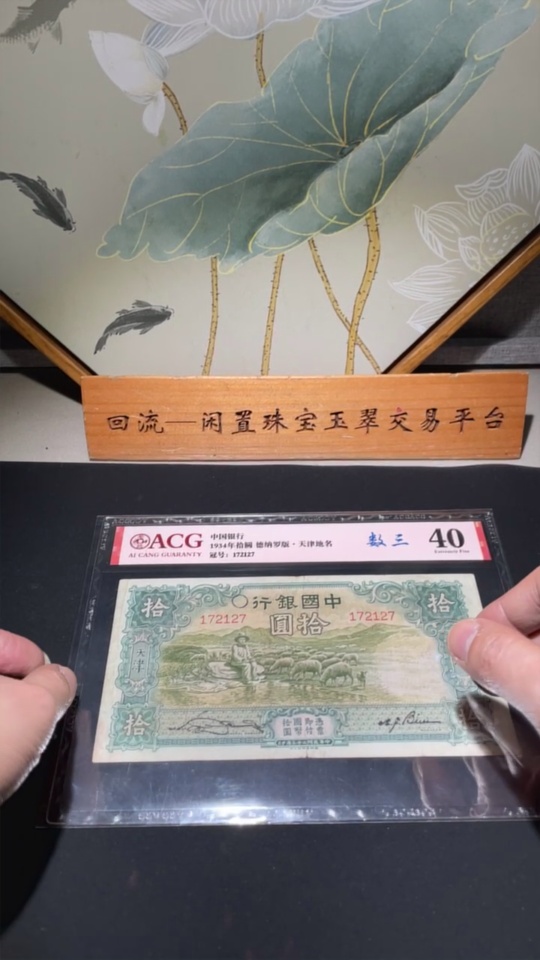 回流—闲置珠宝玉翠交易平台
ACG
AI CANG GUARANTY
中国银行
1934年拾圆 德纳罗版·天津地名
冠号: 172127
数三
40
Extremely Fine
拾 行銀國中 拾
172127 圓拾 172127
天津
拾